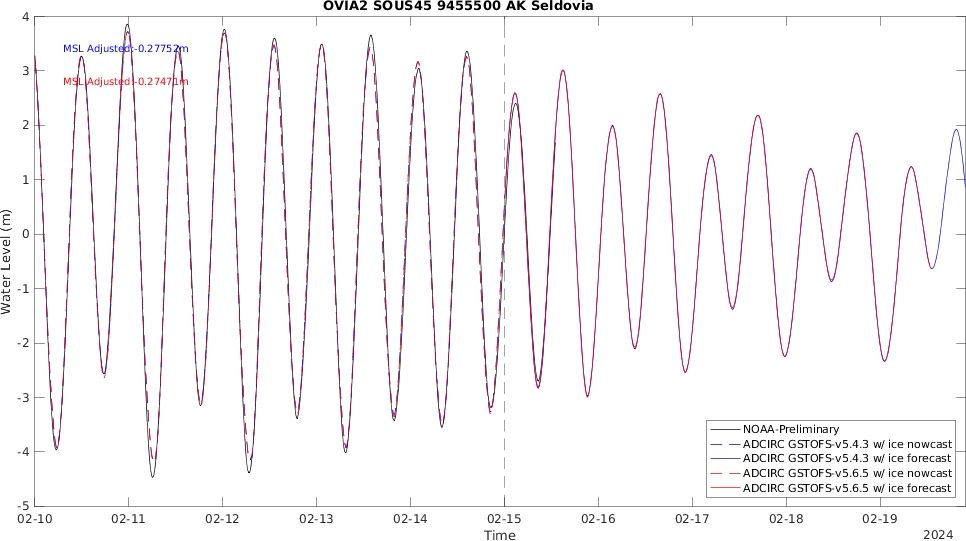 OVIA2 SOUS45 9455500 AK Seldovia
MSL Adjusted:-0.27752m
MSL Adjusted:-0.27471m
4
3
2
1
0
-1
-2
-3
-4
-5
Water Level (m)
NOAA-Preliminary
ADCIRC GSTOFS-v5.4.3 w/ ice nowcast
ADCIRC GSTOFS-v5.4.3 w/ ice forecast
ADCIRC GSTOFS-v5.6.5 w/ ice nowcast
ADCIRC GSTOFS-v5.6.5 w/ ice forecast
02-10 02-11 02-12 02-13 02-14 02-15 02-16 02-17 02-18 02-19
Time
2024